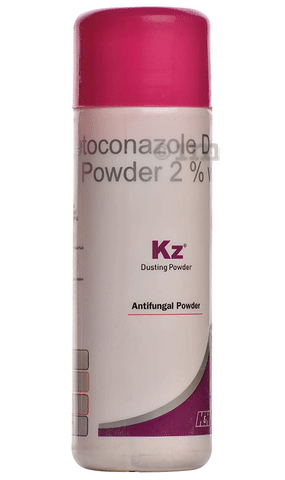 toconazole D
Powder 2 %
Kz®
Dusting Powder
Antifungal Powder